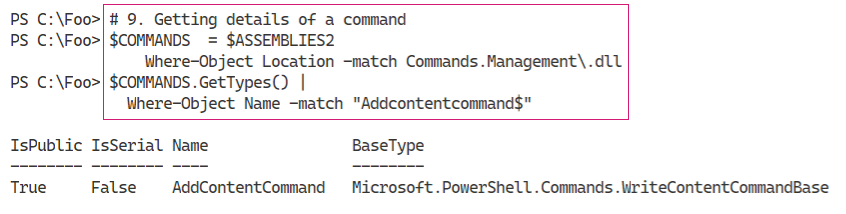 PS C:\Foo> # 9. Getting details of a command
PS C:\Foo> $COMMANDS  = $ASSEMBLIES2
               Where-Object Location -match Commands.Management\.dll
PS C:\Foo> $COMMANDS.GetTypes() |
             Where-Object Name -match "Addcontentcommand$"
IsPublic IsSerial Name                                     BaseType
-------- -------- ----                                     --------
True     False    AddContentCommand                        Microsoft.PowerShell.Commands.WriteContentCommandBase